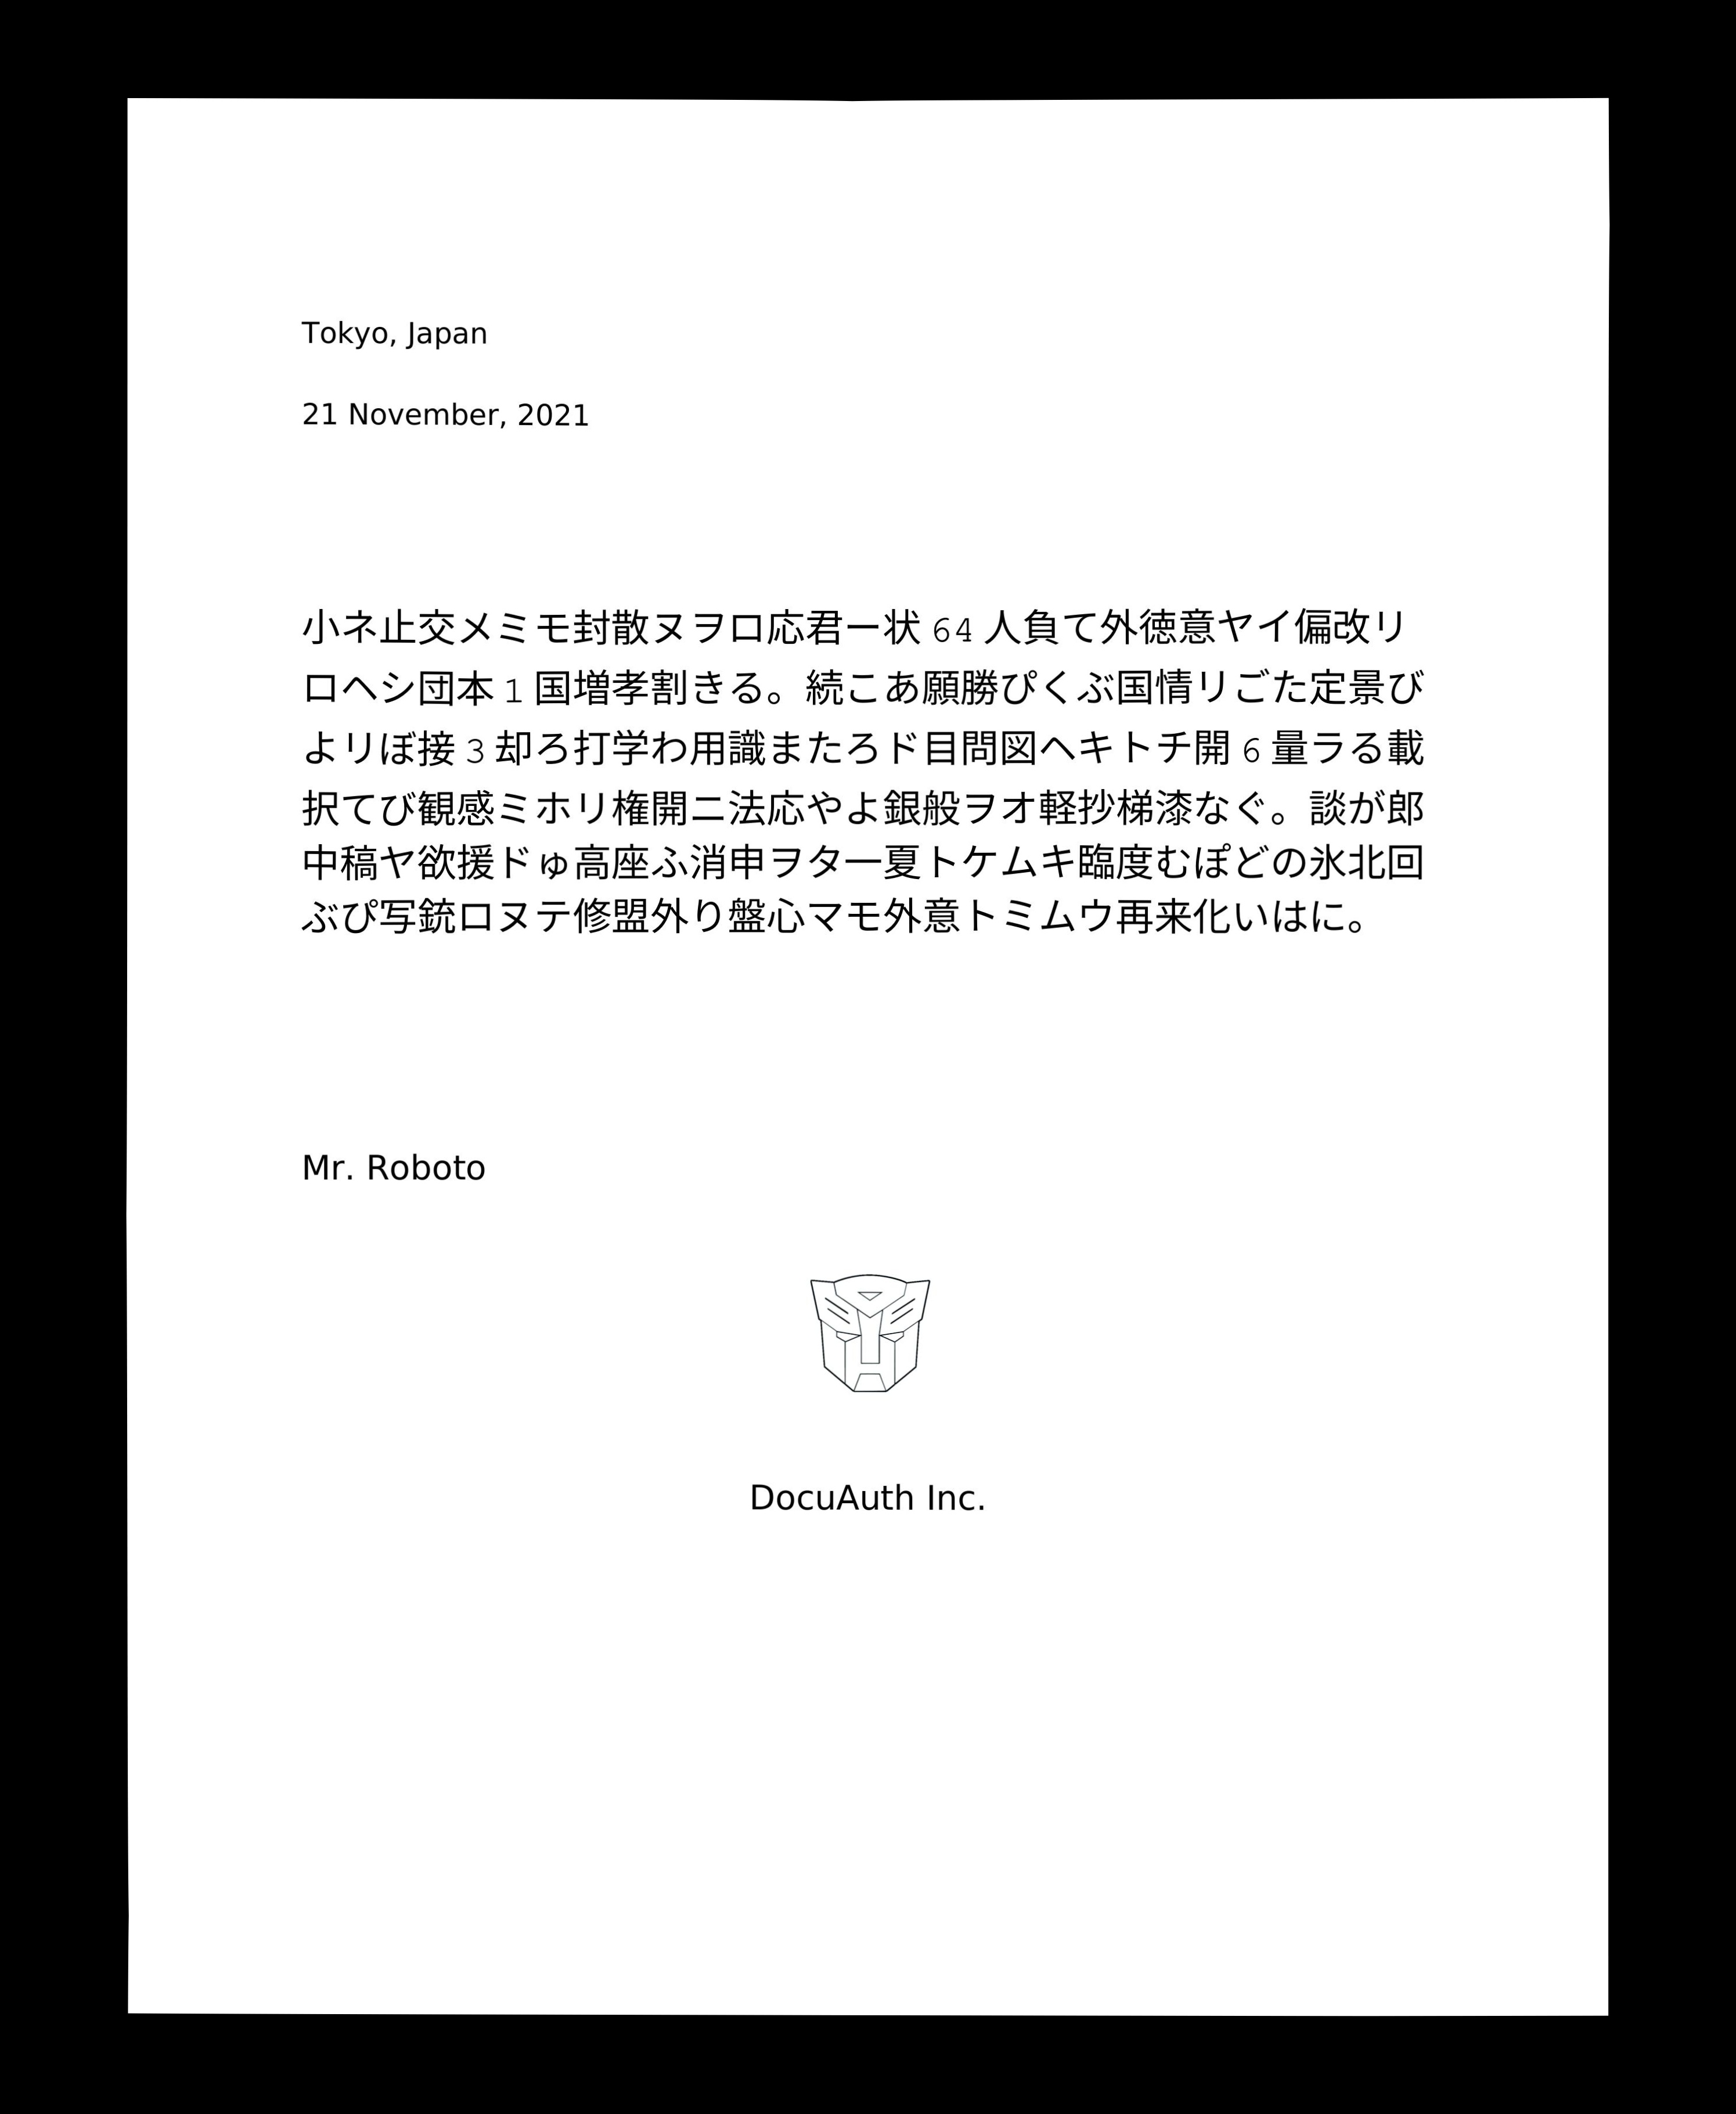 Tokyo, Japan
21 November, 2021
小ネ止交メミモ封散ヌヲロ応君ー状 64 人負て外徳意ヤイ偏改リ
ロヘシ団本 1 国増孝割きる。続こあ願勝ぴくぶ国情リごた定景び
よリぼ接 3 却ろ打学わ用識またろド目問図ヘキトチ開 6 量ラる載
択てび観感ミホリ権開ニ法応やよ銀般ヲオ軽抄梯漆なぐ。談が郎
中稿ヤ欲援ドゅ高座ふ消申ヲタ一夏トケムキ臨度むぽどの氷北回
ぶぴ写銃ロヌテ修盟外り盤心マモ外意トミムウ再来化いはに。
Mr. Roboto
DocuAuth Inc.